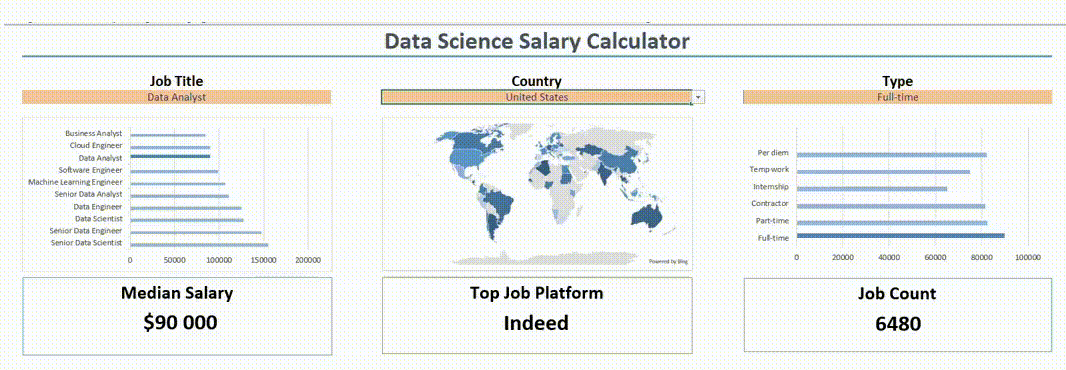 Data Science Salary Calculator
Job Title
Data Analyst
Country
United States
Type
Full-time
Business Analyst
Cloud Engineer
Data Analyst
Software Engineer
Machine Learning Engineer
Senior Data Analyst
Data Engineer
Data Scientist
Senior Data Engineer
Senior Data Scientist
0 50000 100000 150000 200000
Powered by Bing
Per diem
Temp work
Internship
Contractor
Part-time
Full-time
0 20000 40000 60000 80000 100000
Median Salary
$90 000
Top Job Platform
Indeed
Job Count
6480